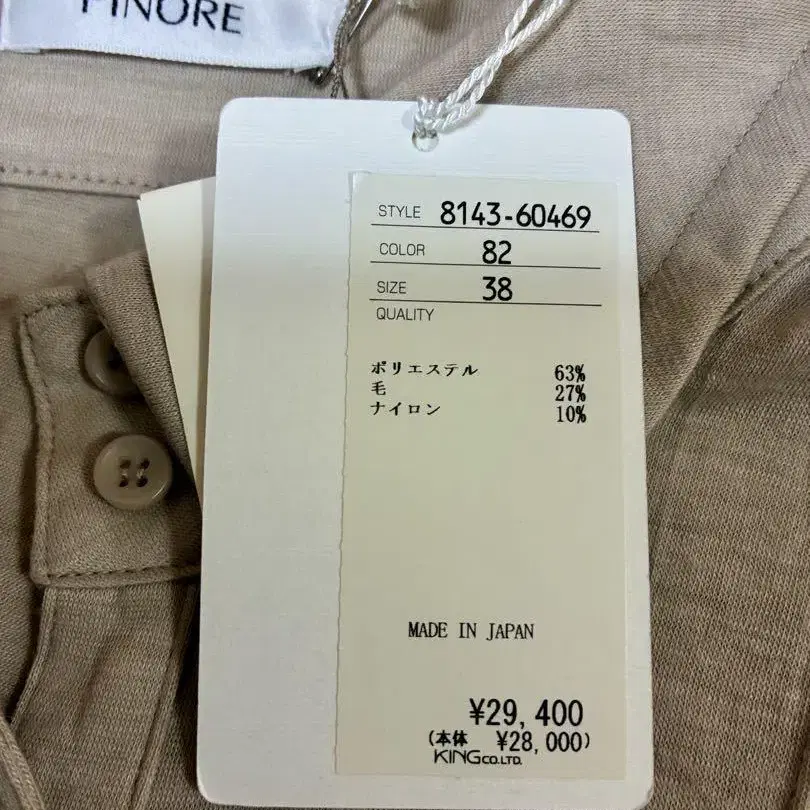 PINORE
STYLE 8143-60469
COLOR 82
SIZE 38
QUALITY
ポリエステル 63%
毛 27%
ナイロン 10%
MADE IN JAPAN
¥29,400
(本体 ¥28,000)
KING CO.LTD.